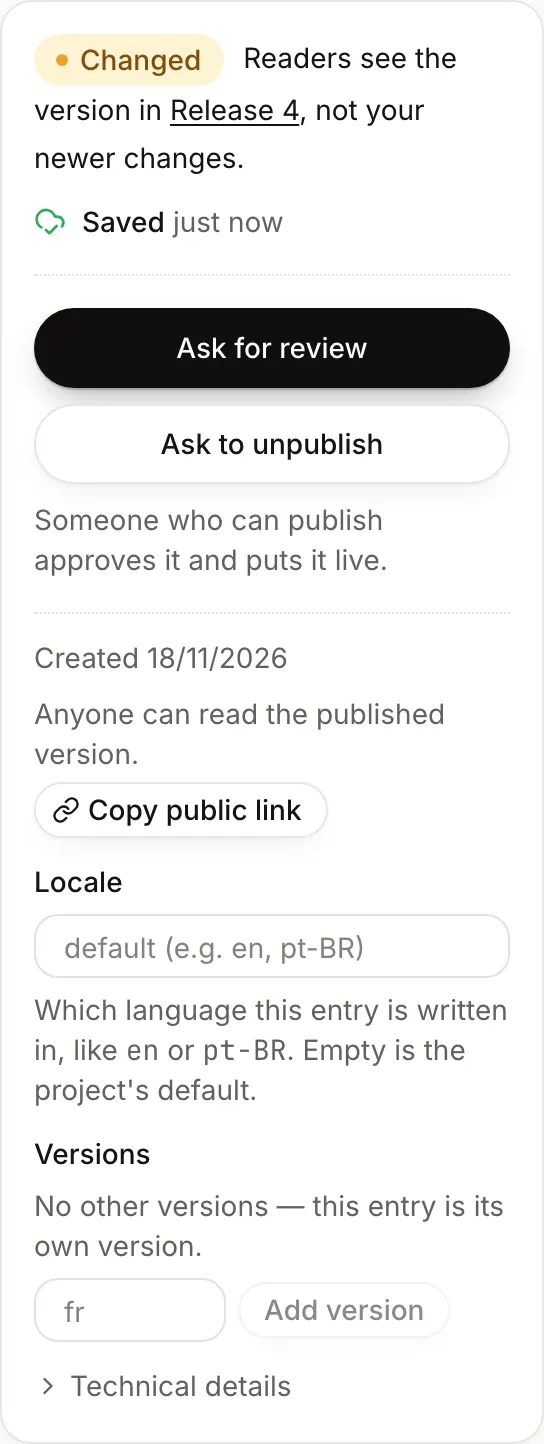 Changed Readers see the
version in Release 4, not your
newer changes.
Saved just now
Ask for review
Ask to unpublish
Someone who can publish
approves it and puts it live.
Created 18/11/2026
Anyone can read the published
version.
Copy public link
Locale
default (e.g. en, pt-BR)
Which language this entry is written
in, like en or pt-BR. Empty is the
project's default.
Versions
No other versions — this entry is its
own version.
fr Add version
Technical details